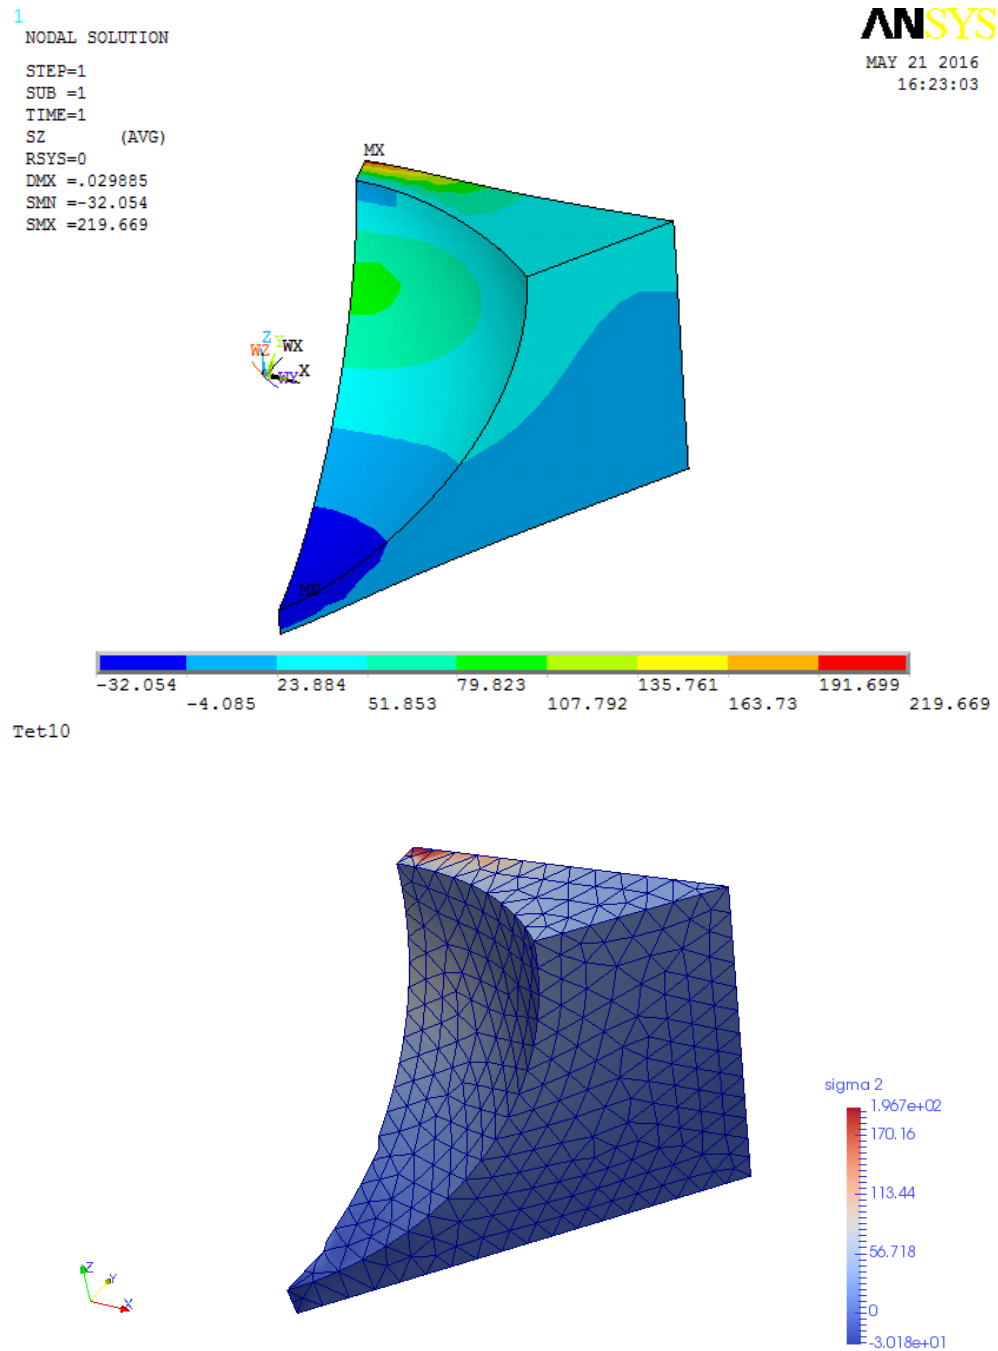 1
NODAL SOLUTION
ANSYS
MAY 21 2016
16:23:03
STEP=1
SUB =1
TIME=1
SZ (AVG)
RSYS=0
DMX =.029885
SMN =-32.054
SMX =219.669
MX
Z Y
WZ WX
WY X
MN
-32.054 23.884 79.823 135.761 191.699
-4.085 51.853 107.792 163.73 219.669
Tet10
sigma 2
1.967e+02
170.16
113.44
56.718
0
-3.018e+01
Z
Y
X